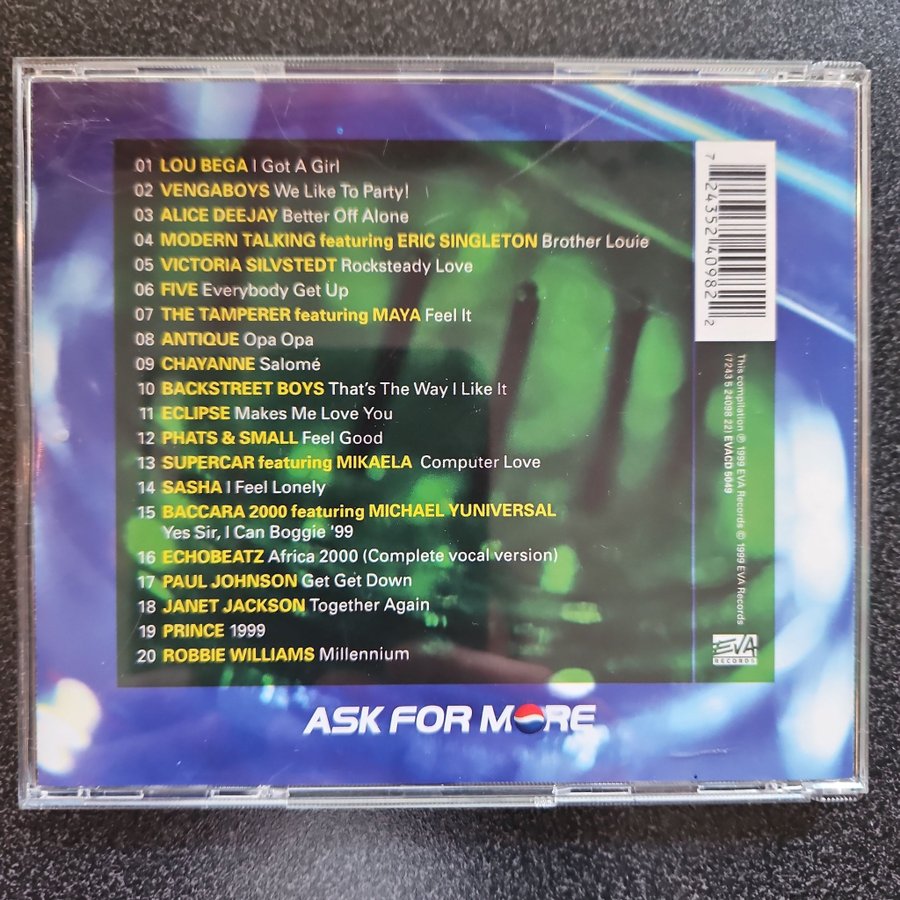 01 LOU BEGA I Got A Girl
02 VENGABOYS We Like To Party!
03 ALICE DEEJAY Better Off Alone
04 MODERN TALKING featuring ERIC SINGLETON Brother Louie
05 VICTORIA SILVSTEDT Rocksteady Love
06 FIVE Everybody Get Up
07 THE TAMPERER featuring MAYA Feel It
08 ANTIQUE Opa Opa
09 CHAYANNE Salomé
10 BACKSTREET BOYS That's The Way I Like It
11 ECLIPSE Makes Me Love You
12 PHATS & SMALL Feel Good
13 SUPERCAR featuring MIKAELA Computer Love
14 SASHA I Feel Lonely
15 BACCARA 2000 featuring MICHAEL YUNIVERSAL
Yes Sir, I Can Boggie '99
16 ECHOBEATZ Africa 2000 (Complete vocal version)
17 PAUL JOHNSON Get Get Down
18 JANET JACKSON Together Again
19 PRINCE 1999
20 ROBBIE WILLIAMS Millennium
7 24352 40982 2
This compilation ℗ 1999 EVA Records © 1999 EVA Records
(7243 5 24098 22) EVACD 5049
EVA
RECORDS
ASK FOR MORE